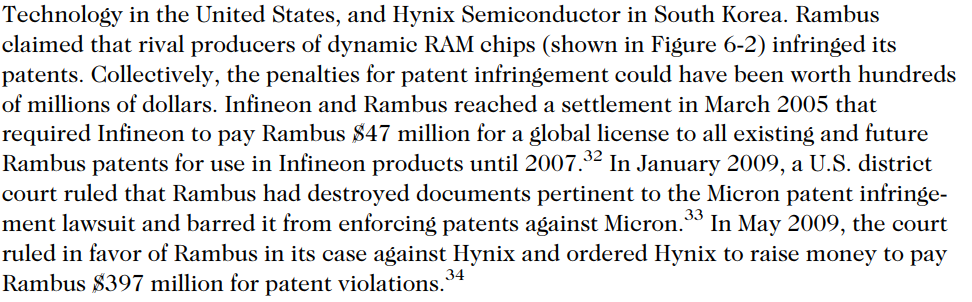 Technology in the United States, and Hynix Semiconductor in South Korea. Rambus
claimed that rival producers of dynamic RAM chips (shown in Figure 6-2) infringed its
patents. Collectively, the penalties for patent infringement could have been worth hundreds
of millions of dollars. Infineon and Rambus reached a settlement in March 2005 that
required Infineon to pay Rambus $47 million for a global license to all existing and future
Rambus patents for use in Infineon products until 2007.32 In January 2009, a U.S. district
court ruled that Rambus had destroyed documents pertinent to the Micron patent infringe-
ment lawsuit and barred it from enforcing patents against Micron.33 In May 2009, the court
ruled in favor of Rambus in its case against Hynix and ordered Hynix to raise money to pay
Rambus $397 million for patent violations.34